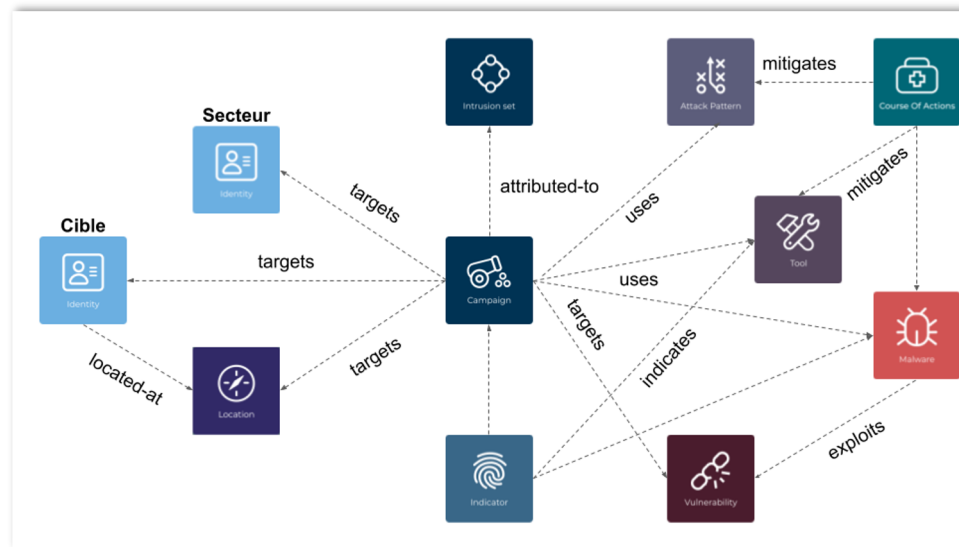 Intrusion set
Attack Pattern
mitigates
Course Of Actions
Secteur
Identity
targets
attributed-to
uses
mitigates
Cible
Identity
targets
Campaign
uses
Tool
located-at
Location
targets
targets
indicates
Malware
Indicator
Vulnerability
exploits